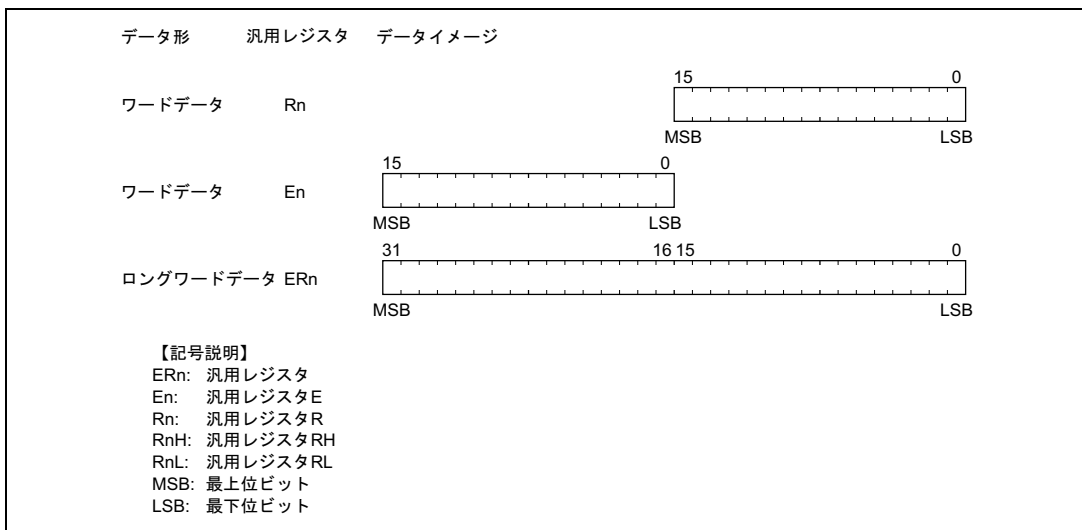 データ形 汎用レジスタ データイメージ
15 0
ワードデータ Rn
MSB LSB
15 0
ワードデータ En
MSB LSB
31 16 15 0
ロングワードデータ ERn
MSB LSB
【記号説明】
ERn: 汎用レジスタ
En: 汎用レジスタE
Rn: 汎用レジスタR
RnH: 汎用レジスタRH
RnL: 汎用レジスタRL
MSB: 最上位ビット
LSB: 最下位ビット